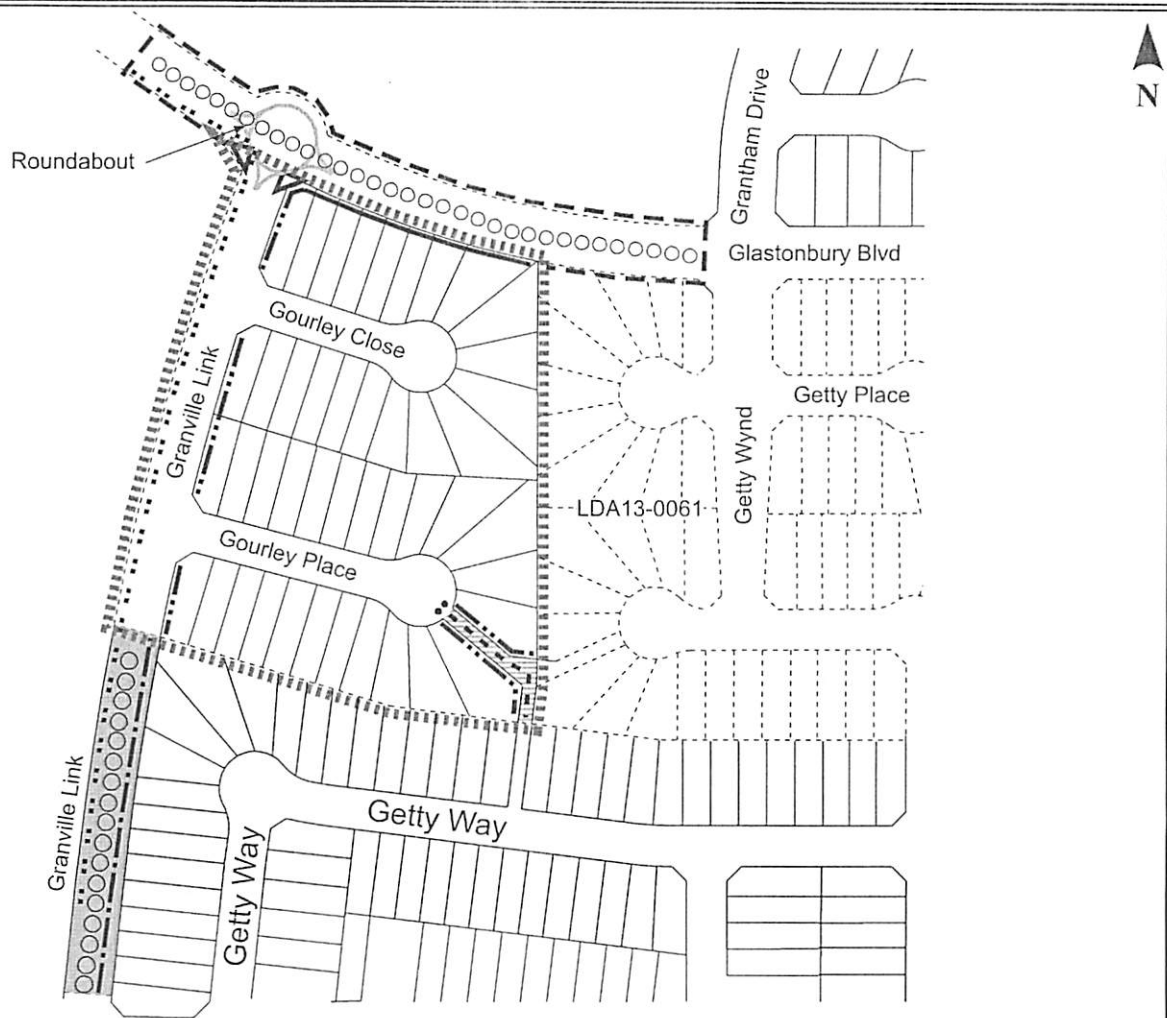 N
Grantham Drive
Roundabout
Glastonbury Blvd
Gourley Close
Granville Link
Getty Place
Getty Wynd
LDA13-0061
Gourley Place
Granville Link
Getty Way
Getty Way